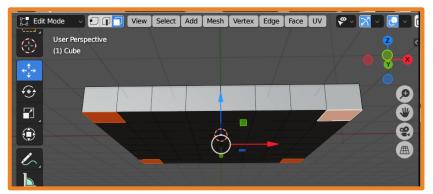 Edit Mode View Select Add Mesh Vertex Edge Face UV
User Perspective
(1) Cube
Z
X
Y